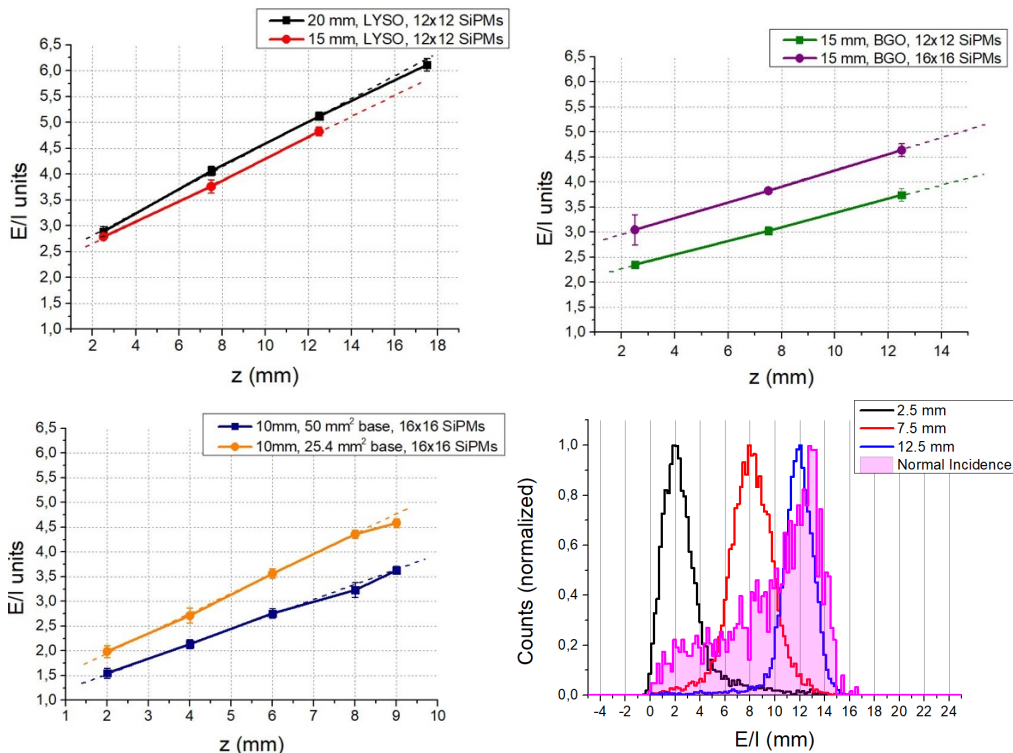 20 mm, LYSO, 12x12 SiPMs
15 mm, LYSO, 12x12 SiPMs
6,5
6,0
5,5
5,0
4,5
4,0
3,5
3,0
2,5
2,0
1,5
1,0
E/I units
2 4 6 8 10 12 14 16 18
z (mm)
15 mm, BGO, 12x12 SiPMs
15 mm, BGO, 16x16 SiPMs
6,5
6,0
5,5
5,0
4,5
4,0
3,5
3,0
2,5
2,0
1,5
1,0
E/I units
2 4 6 8 10 12 14
z (mm)
10mm, 50 mm² base, 16x16 SiPMs
10mm, 25.4 mm² base, 16x16 SiPMs
6,5
6,0
5,5
5,0
4,5
4,0
3,5
3,0
2,5
2,0
1,5
1,0
E/I units
1 2 3 4 5 6 7 8 9 10
z (mm)
2.5 mm
7.5 mm
12.5 mm
Normal Incidence
1,0
0,8
0,6
0,4
0,2
0,0
Counts (normalized)
-4 -2 0 2 4 6 8 10 12 14 16 18 20 22 24
E/I (mm)